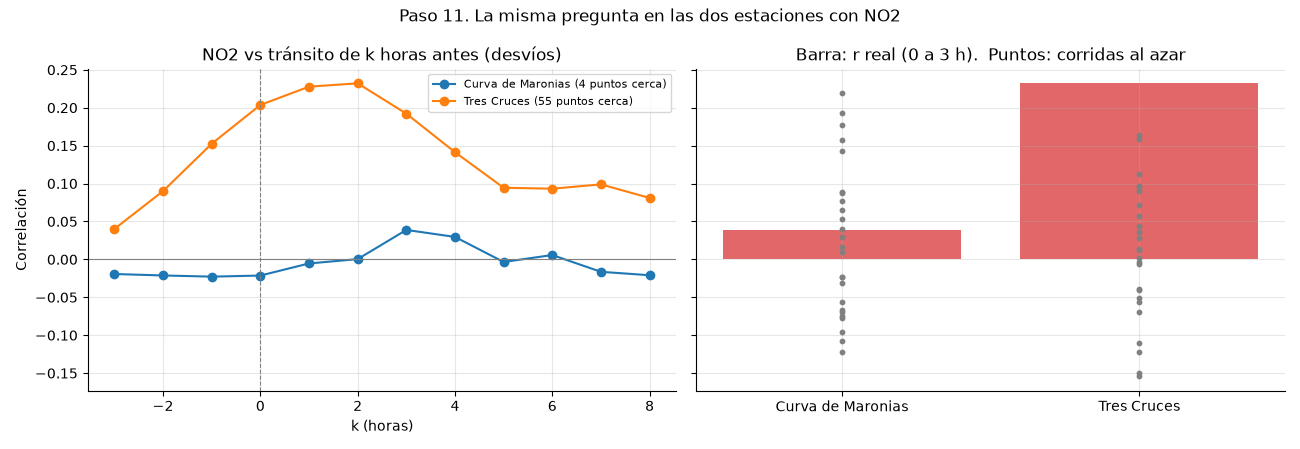 Paso 11. La misma pregunta en las dos estaciones con NO2
NO2 vs tránsito de k horas antes (desvíos)
Curva de Maronias (4 puntos cerca)
Tres Cruces (55 puntos cerca)
Correlación
0.25
0.20
0.15
0.10
0.05
0.00
−0.05
−0.10
−0.15
−2
0
2
4
6
8
k (horas)
Barra: r real (0 a 3 h).  Puntos: corridas al azar
Curva de Maronias
Tres Cruces